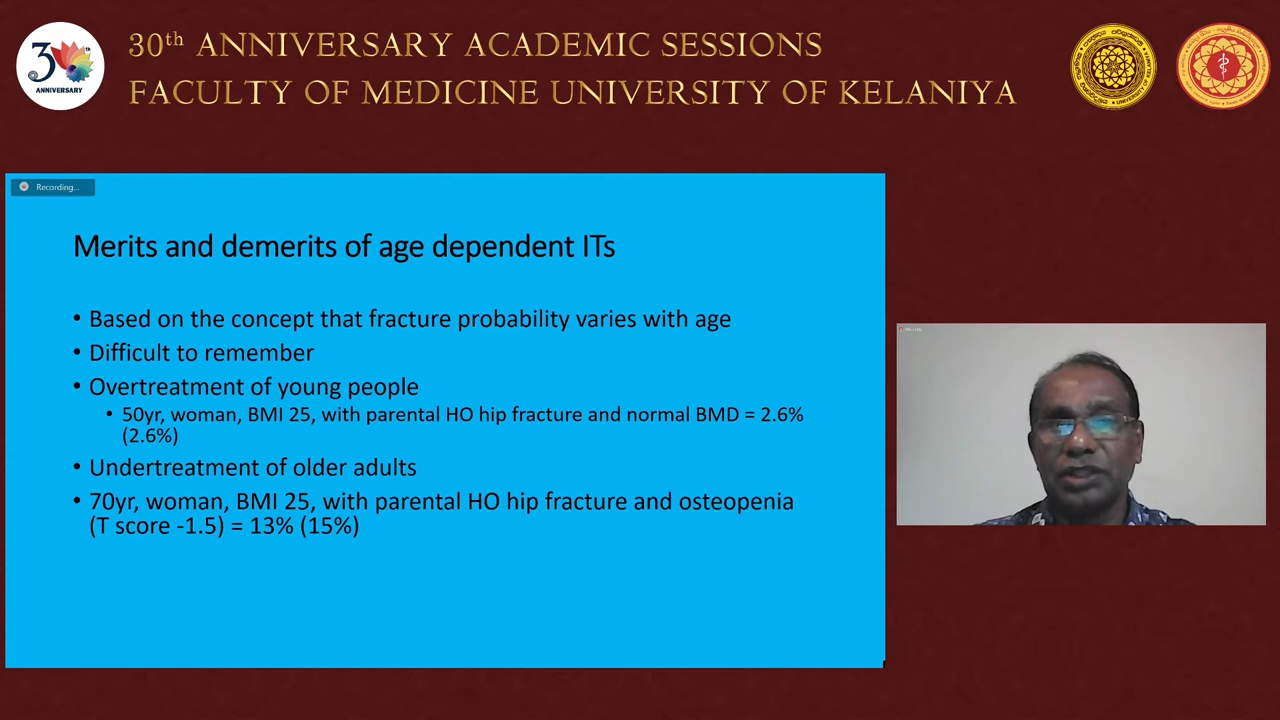 30th ANNIVERSARY ACADEMIC SESSIONS
FACULTY OF MEDICINE UNIVERSITY OF KELANIYA
30th
ANNIVERSARY
Recording...
Merits and demerits of age dependent ITs
• Based on the concept that fracture probability varies with age
• Difficult to remember
• Overtreatment of young people
• 50yr, woman, BMI 25, with parental HO hip fracture and normal BMD = 2.6%
(2.6%)
• Undertreatment of older adults
• 70yr, woman, BMI 25, with parental HO hip fracture and osteopenia
(T score -1.5) = 13% (15%)